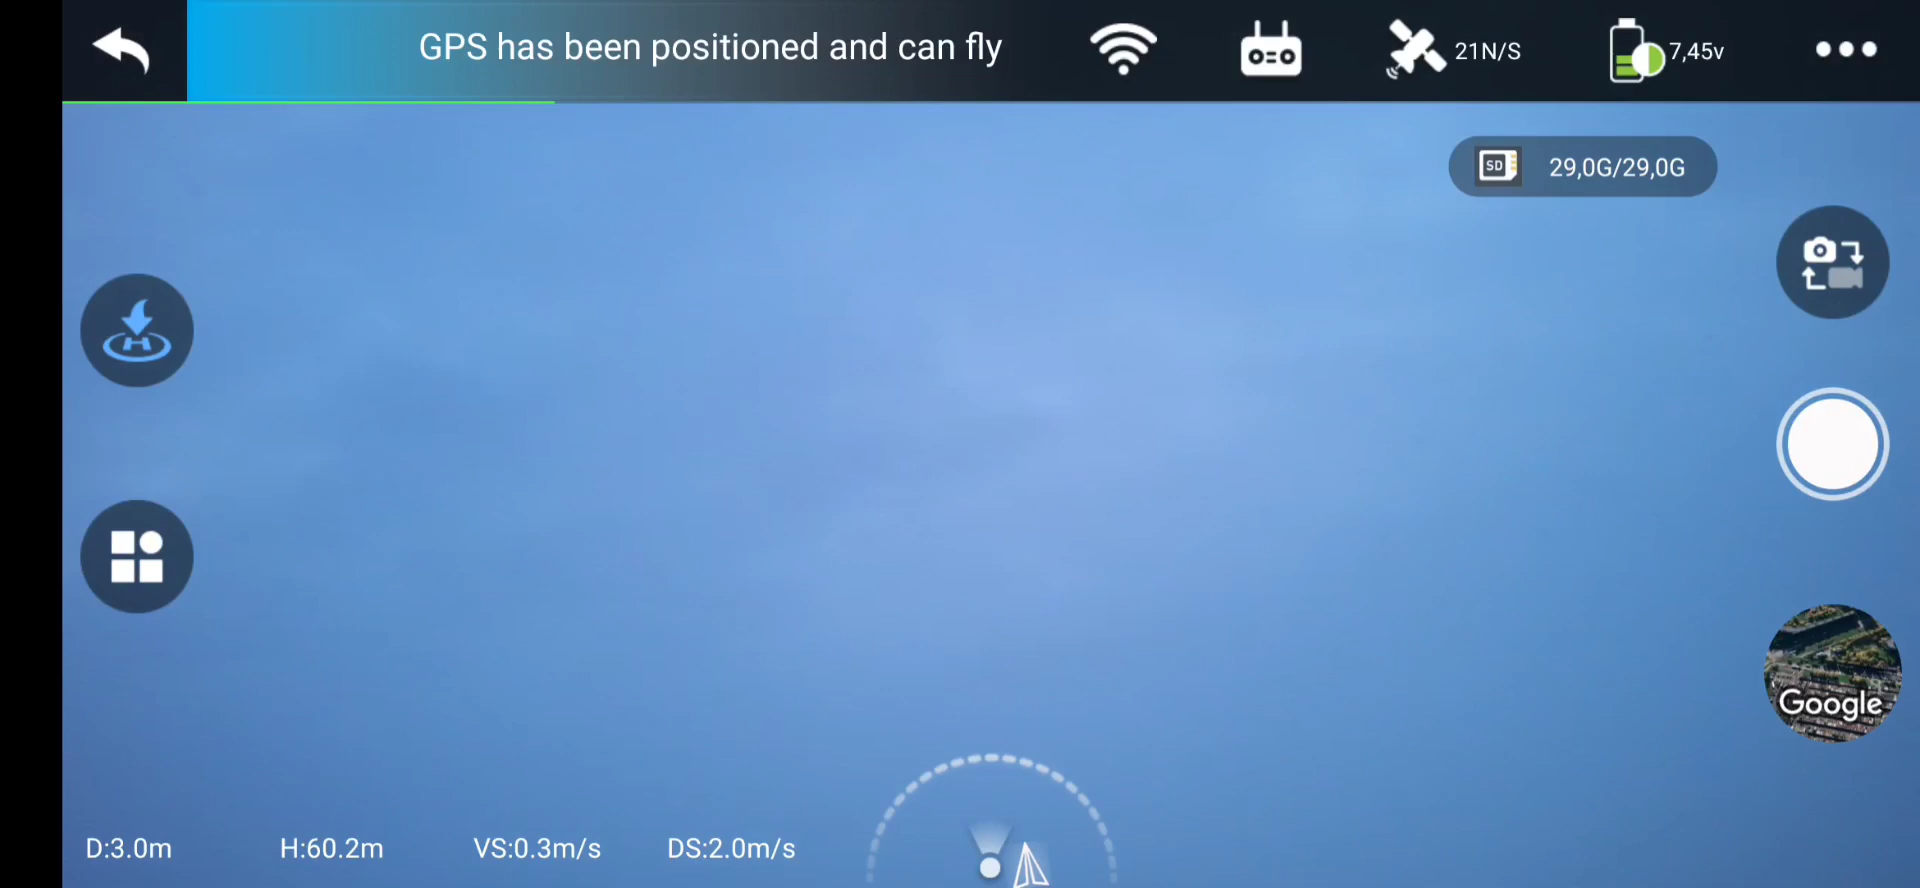 GPS has been positioned and can fly
21N/S
7,45v
SD 29,0G/29,0G
H
Google
D:3.0m H:60.2m VS:0.3m/s DS:2.0m/s